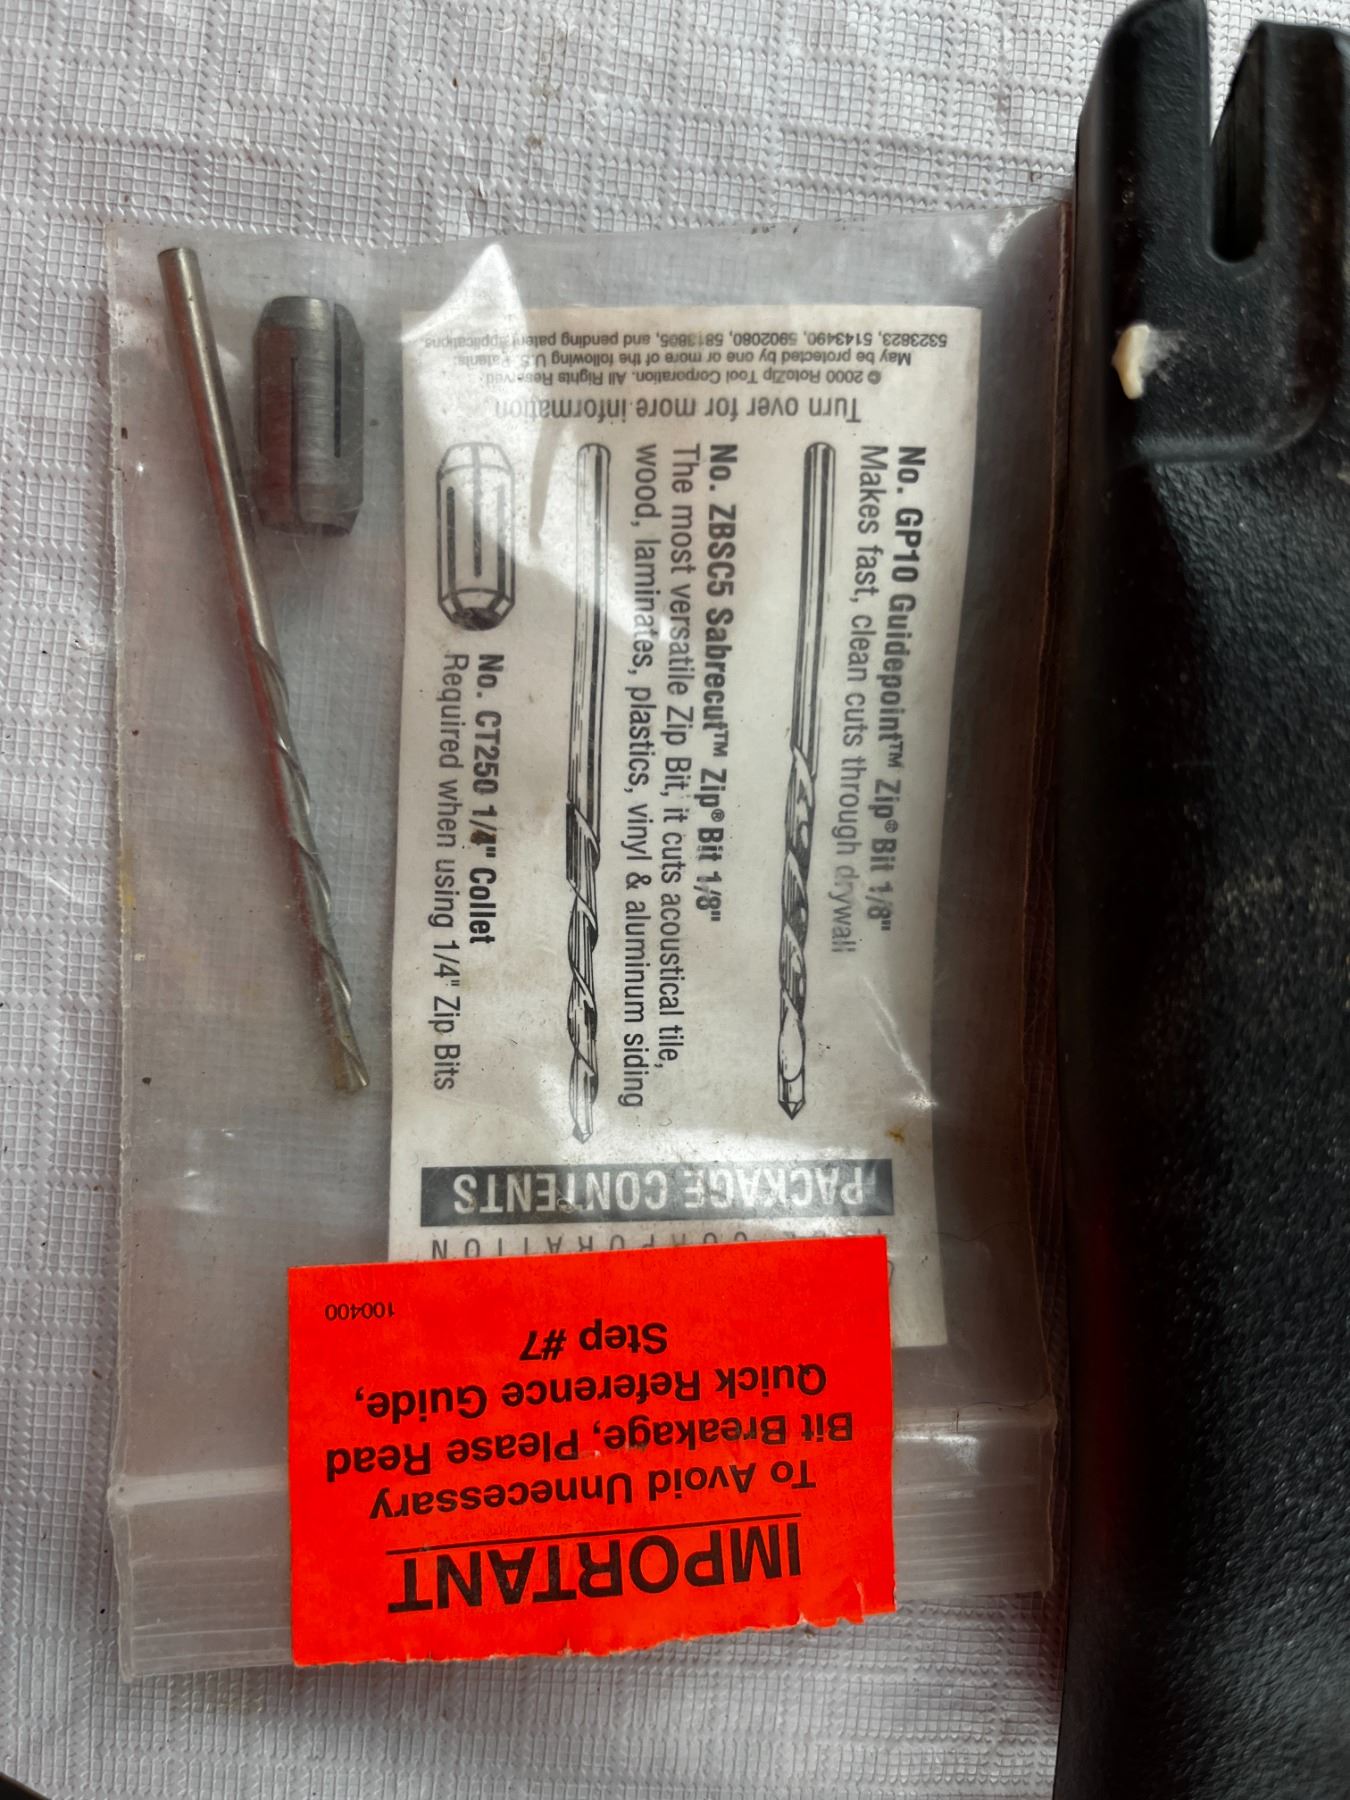 IMPORTANT
To Avoid Unnecessary
Bit Breakage, Please Read
Quick Reference Guide,
Step #7
100400
PACKAGE CONTENTS
No. GP10 Guidepoint™ Zip® Bit 1/8"
Makes fast, clean cuts through drywall
No. ZBSC5 Sabrecut™ Zip® Bit 1/8"
The most versatile Zip Bit, it cuts acoustical tile,
wood, laminates, plastics, vinyl & aluminum siding
No. CT250 1/4" Collet
Required when using 1/4" Zip Bits
Turn over for more information
© 2000 RotoZip Tool Corporation. All Rights Reserved
May be protected by one or more of the following U.S. Patents:
5323823, 5143490, 5902080, 5813805, and pending patent applications